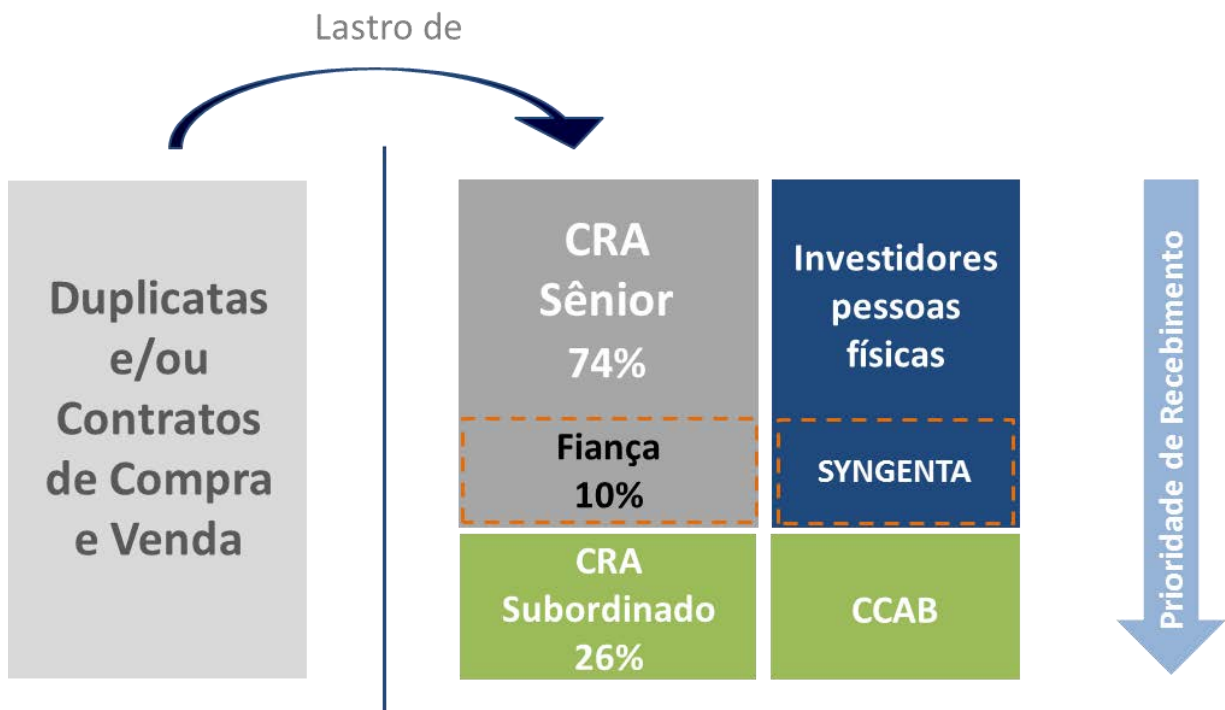 Lastro de
Duplicatas
e/ou
Contratos
de Compra
e Venda
CRA
Sênior
74%
Fiança
10%
CRA
Subordinado
26%
Investidores
pessoas
físicas
SYNGENTA
CCAB
Prioridade de Recebimento